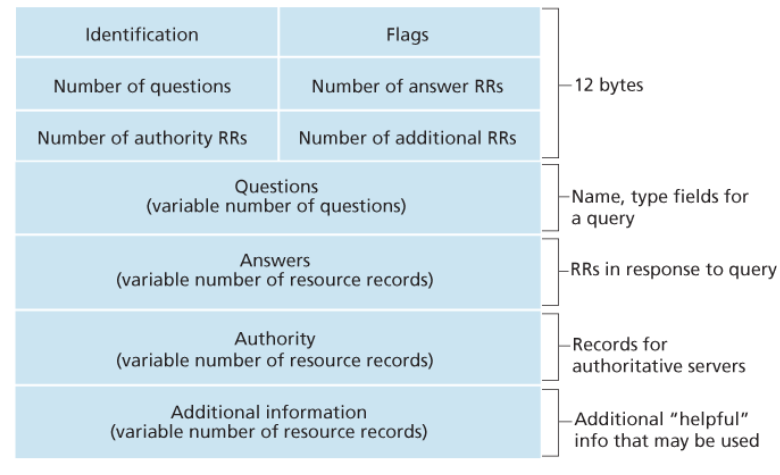 Identification
Flags
Number of questions
Number of answer RRs
12 bytes
Number of authority RRs
Number of additional RRs
Questions
(variable number of questions)
Name, type fields for
a query
Answers
(variable number of resource records)
RRs in response to query
Authority
(variable number of resource records)
Records for
authoritative servers
Additional information
(variable number of resource records)
Additional “helpful”
info that may be used